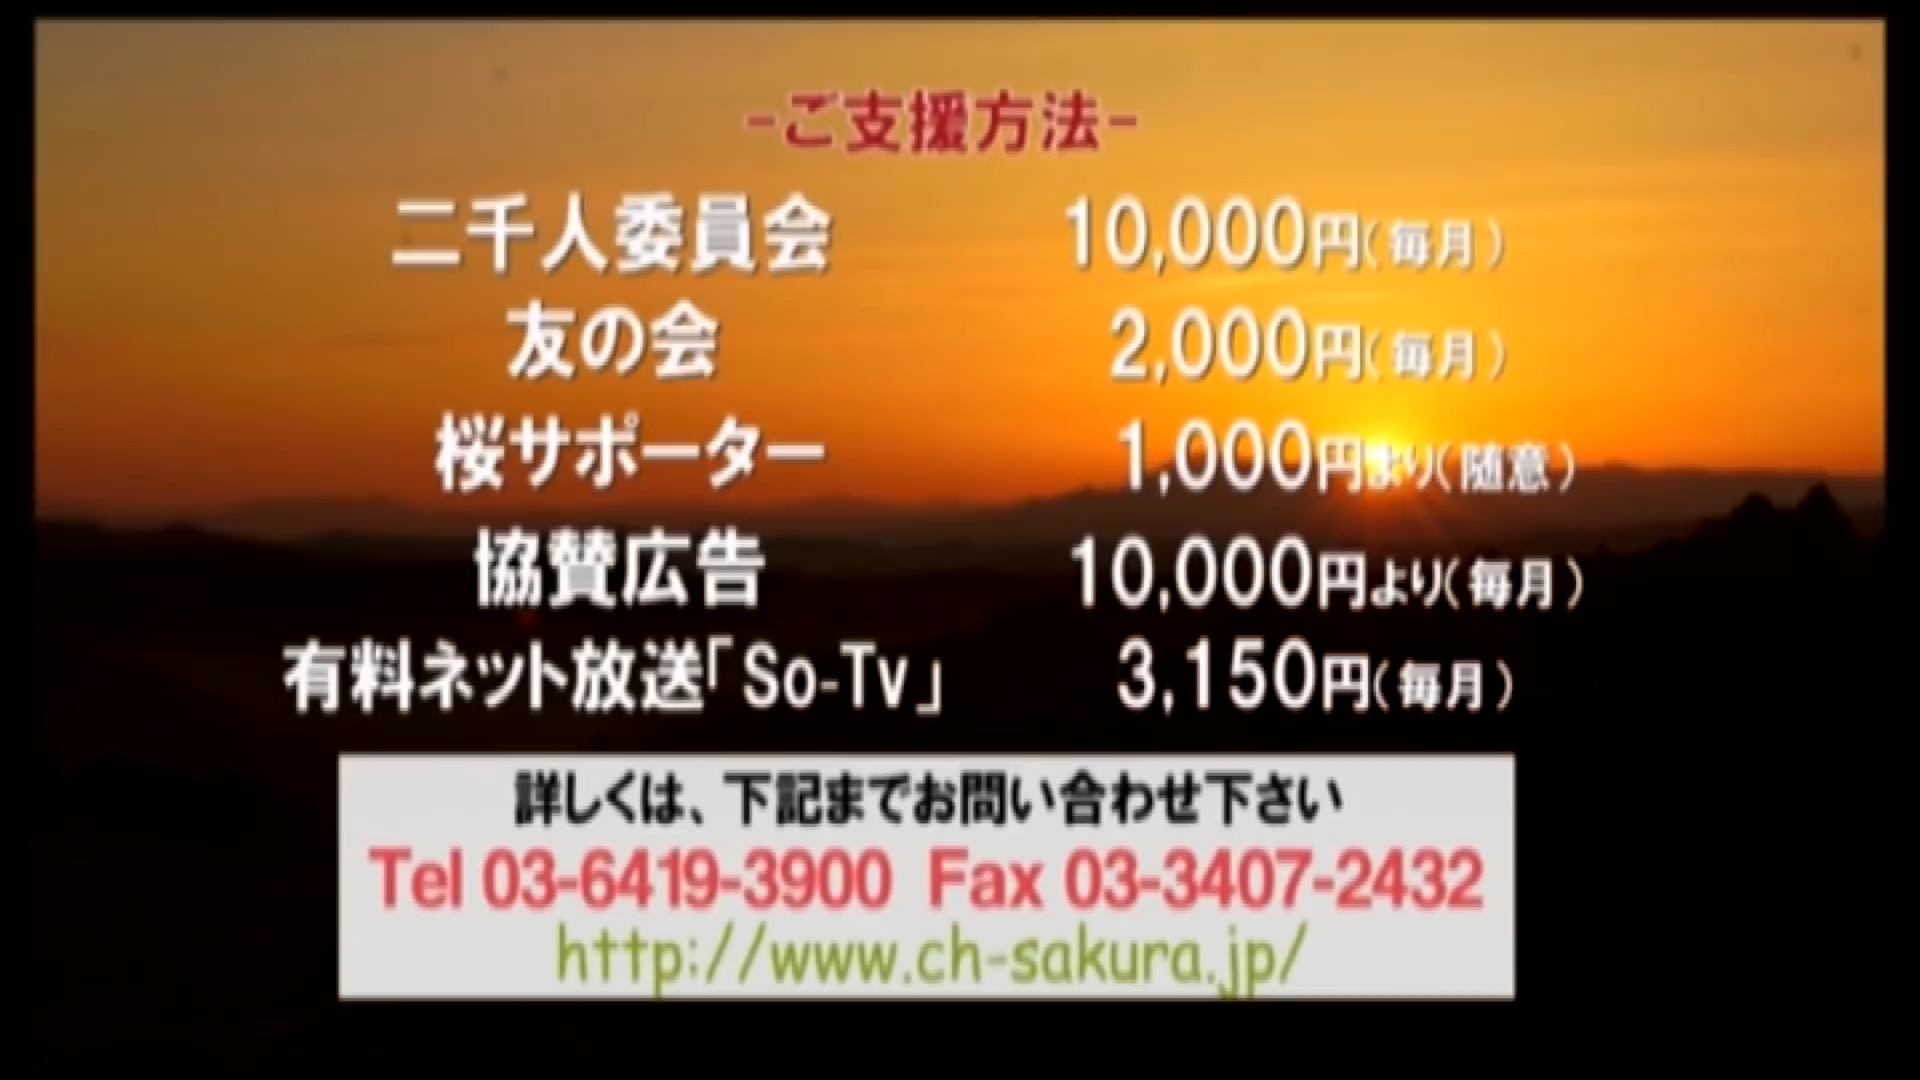 -ご支援方法-
二千人委員会 10,000円(毎月)
友の会 2,000円(毎月)
桜サポーター 1,000円より(随意)
協賛広告 10,000円より(毎月)
有料ネット放送「So-Tv」 3,150円(毎月)
詳しくは、下記までお問い合わせ下さい
Tel 03-6419-3900 Fax 03-3407-2432
http://www.ch-sakura.jp/